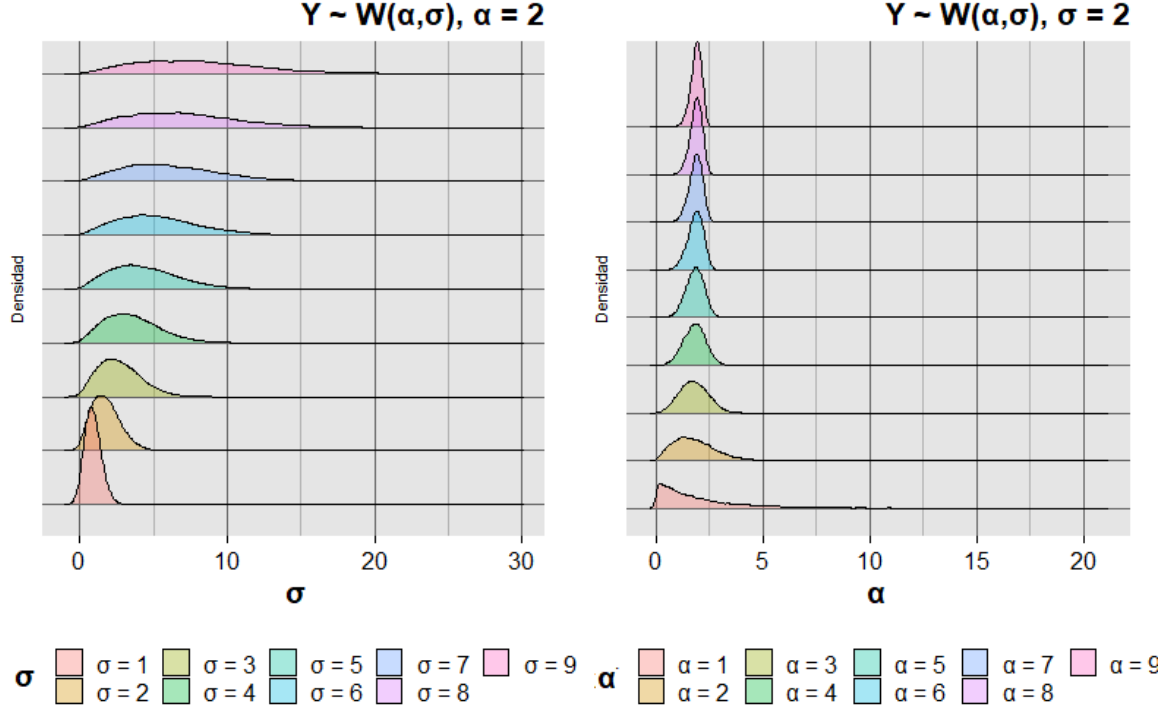 Y ~ W(α,σ), α = 2
Densidad
0 10 20 30
σ
σ σ = 1 σ = 3 σ = 5 σ = 7 σ = 9
σ = 2 σ = 4 σ = 6 σ = 8
Y ~ W(α,σ), σ = 2
Densidad
0 5 10 15 20
α
α α = 1 α = 3 α = 5 α = 7 α = 9
α = 2 α = 4 α = 6 α = 8